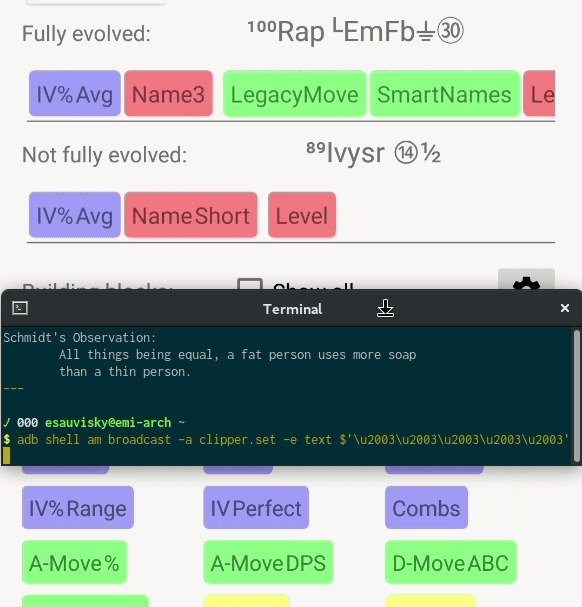 Fully evolved: ¹⁰⁰Rap ᴸEmFb⏚㉚
IV%Avg Name3 LegacyMove SmartNames Le
Not fully evolved: ⁸⁹Ivysr ⑭½
IV%Avg NameShort Level
Building blocks: Show all
Terminal
Schmidt's Observation:
All things being equal, a fat person uses more soap
than a thin person.
---
✓ 000 esauvisky@emi-arch ~
$ adb shell am broadcast -a clipper.set -e text $'\u2003\u2003\u2003\u2003\u2003'
IV%Range IVPerfect Combs
A-Move% A-MoveDPS D-MoveABC